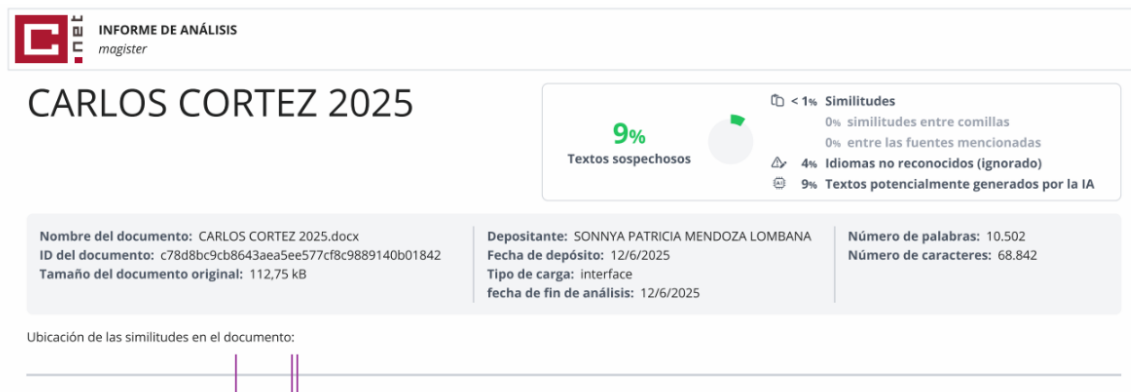 C.net
INFORME DE ANÁLISIS
magister
CARLOS CORTEZ 2025
9%
Textos sospechosos
< 1% Similitudes
0% similitudes entre comillas
0% entre las fuentes mencionadas
4% Idiomas no reconocidos (ignorado)
9% Textos potencialmente generados por la IA
Nombre del documento: CARLOS CORTEZ 2025.docx
ID del documento: c78d8bc9cb8643aea5ee577cf8c9889140b01842
Tamaño del documento original: 112,75 kB
Depositante: SONNYA PATRICIA MENDOZA LOMBANA
Fecha de depósito: 12/6/2025
Tipo de carga: interface
fecha de fin de análisis: 12/6/2025
Número de palabras: 10.502
Número de caracteres: 68.842
Ubicación de las similitudes en el documento: